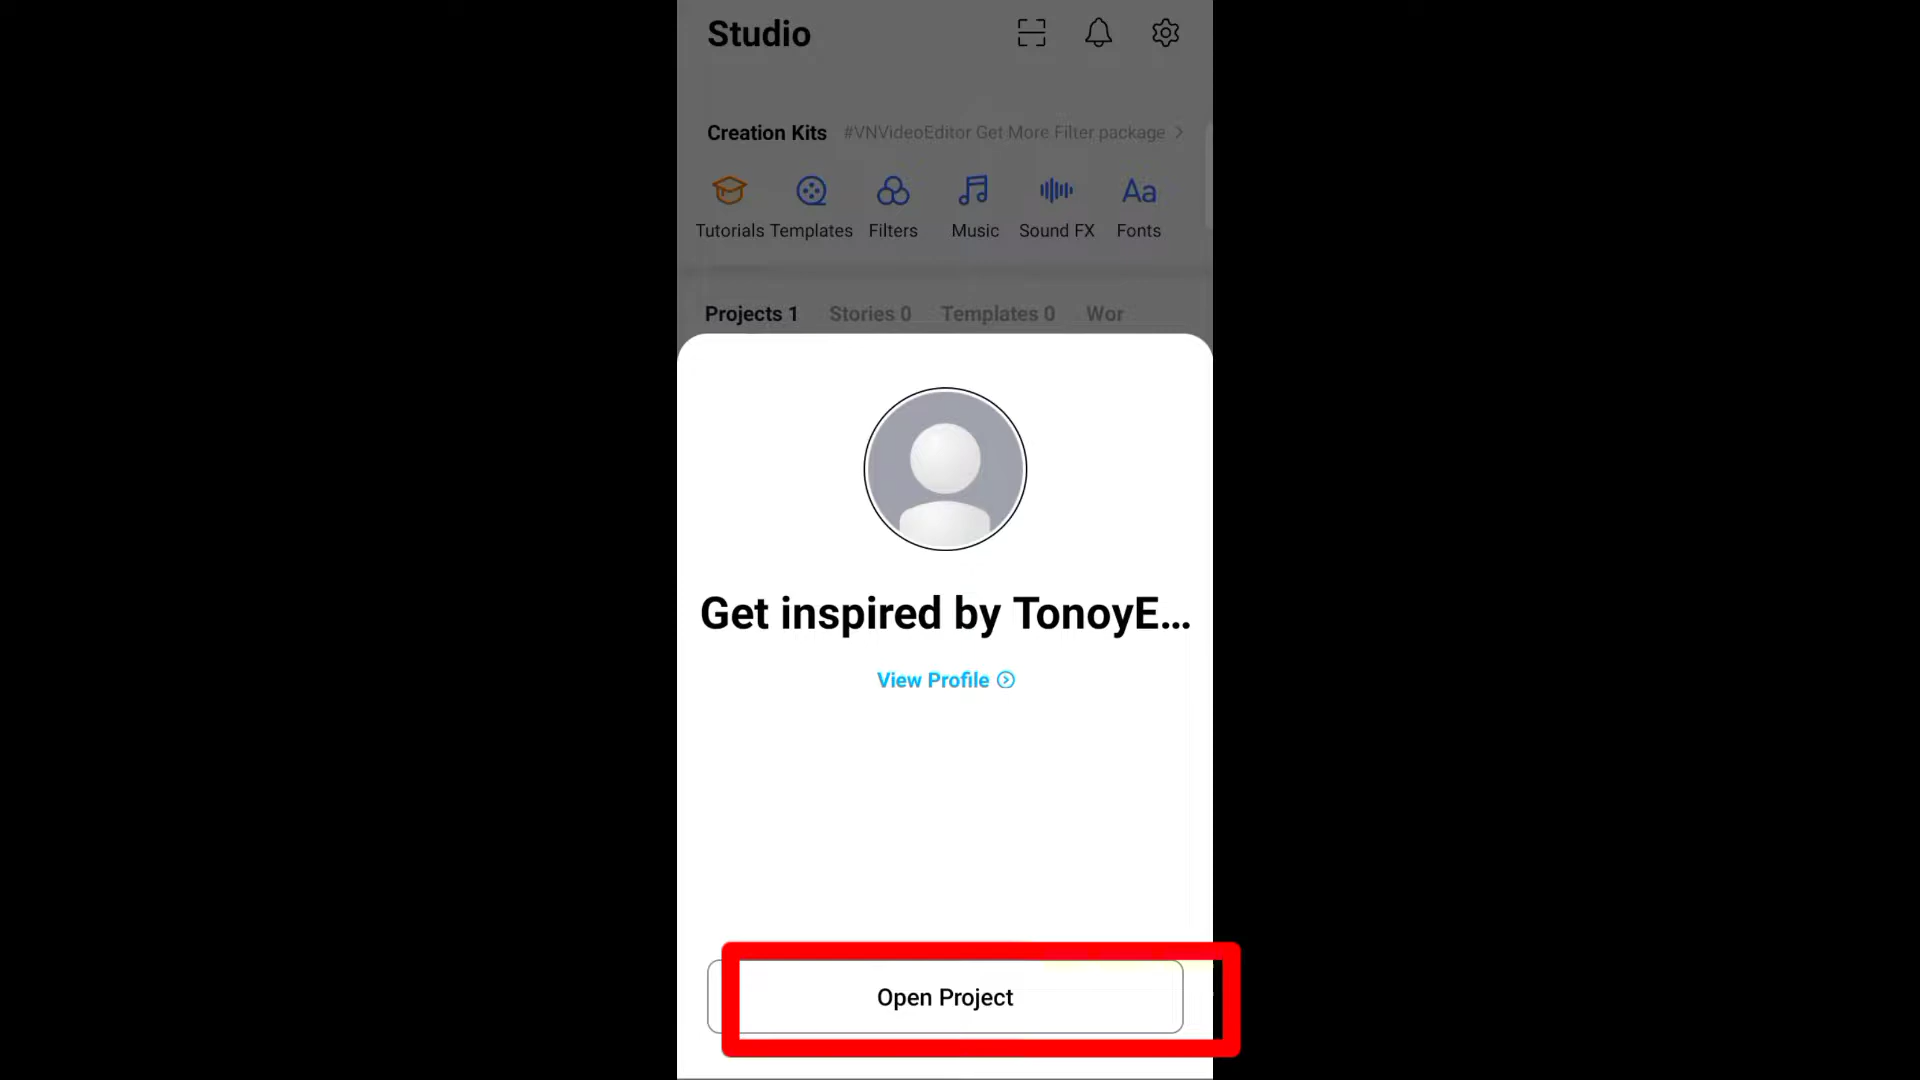 Studio
Creation Kits #VNVideoEditor Get More Filter package
Tutorials Templates Filters Music Sound FX Fonts
Projects 1 Stories 0 Templates 0 Wor
Get inspired by TonoyE...
View Profile
Open Project